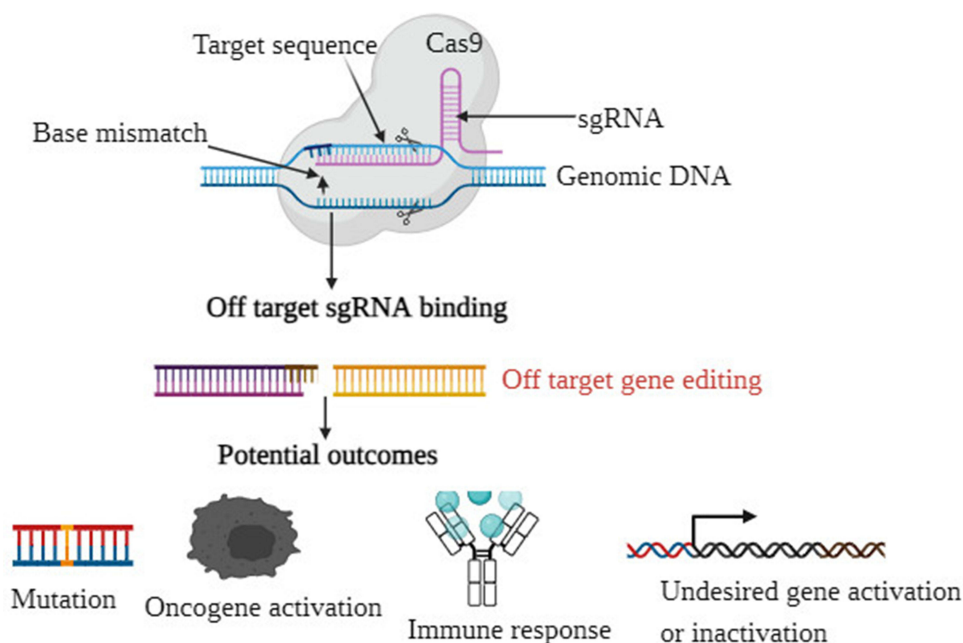 Target sequence
Cas9
sgRNA
Base mismatch
Genomic DNA
Off target sgRNA binding
Off target gene editing
Potential outcomes
Mutation
Oncogene activation
Immune response
Undesired gene activation
or inactivation